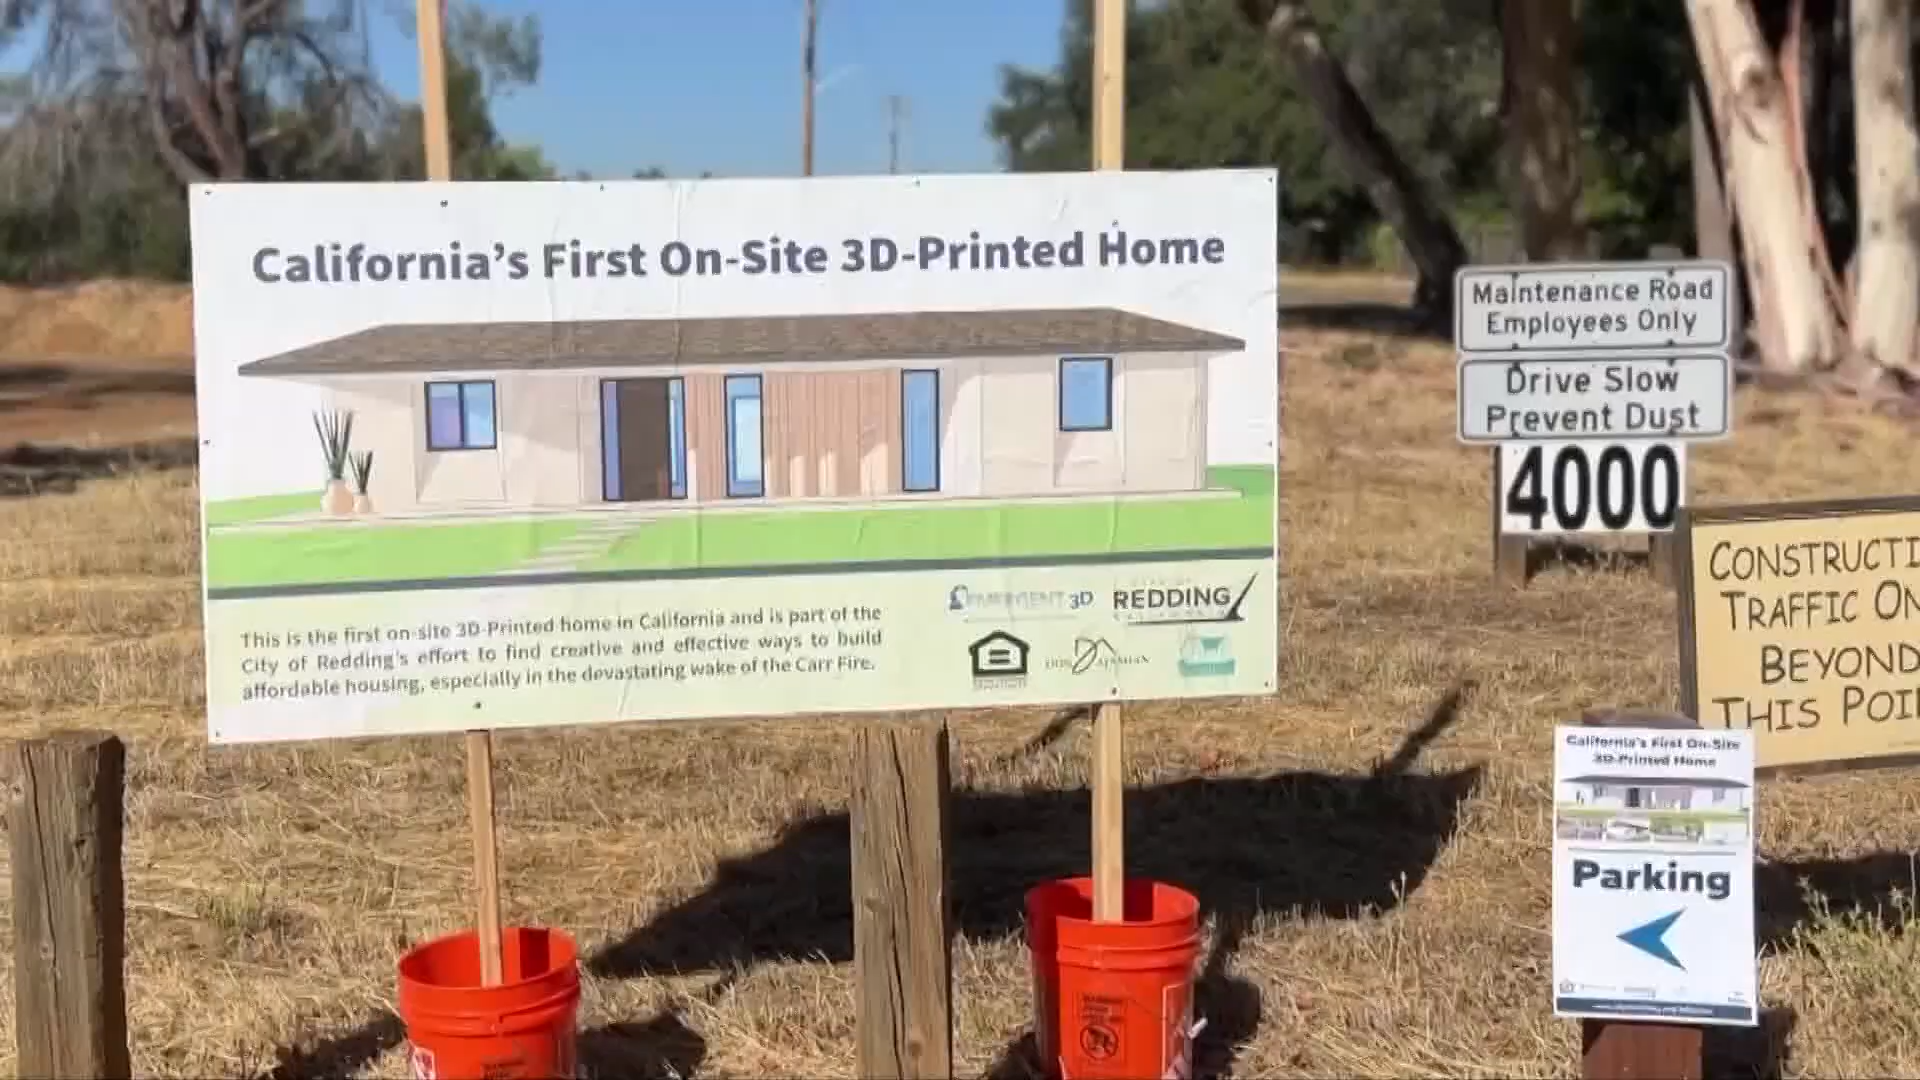 California's First On-Site 3D-Printed Home
This is the first on-site 3D-Printed home in California and is part of the
City of Redding's effort to find creative and effective ways to build
affordable housing, especially in the devastating wake of the Carr Fire.
EMERGENT 3D
REDDING
Maintenance Road
Employees Only
Drive Slow
Prevent Dust
4000
CONSTRUCTI
TRAFFIC ON
BEYOND
THIS POI
California's First On-Site
3D-Printed Home
Parking